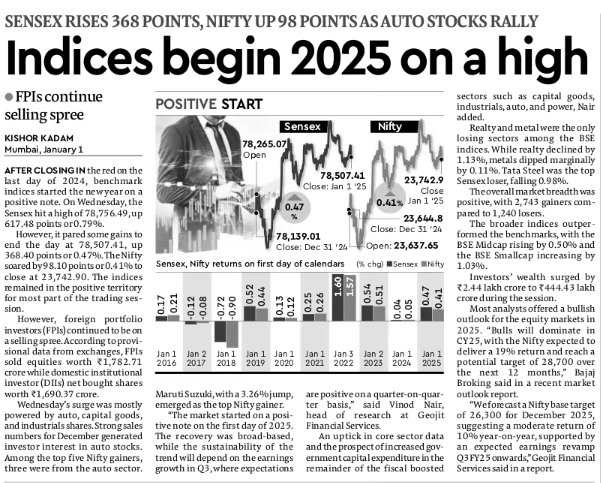 SENSEX RISES 368 POINTS, NIFTY UP 98 POINTS AS AUTO STOCKS RALLY
Indices begin 2025 on a high
● FPIs continue
selling spree
KISHOR KADAM
Mumbai, January 1
AFTER CLOSING IN the red on the
last day of 2024, benchmark
indices started the new year on a
positive note. On Wednesday, the
Sensex hit a high of 78,756.49, up
617.48 points or 0.79%.
However, it pared some gains to
end the day at 78,507.41, up
368.40 points or 0.47%. The Nifty
soared by 98.10 points or 0.41% to
close at 23,742.90. The indices
remained in the positive territory
for most part of the trading ses-
sion.
However, foreign portfolio
investors (FPIs) continued to be on
a selling spree. According to provi-
sional data from exchanges, FPIs
sold equities worth ₹1,782.71
crore while domestic institutional
investor (DIIs) net bought shares
worth ₹1,690.37 crore.
Wednesday's surge was mostly
powered by auto, capital goods,
and industrials shares. Strong sales
numbers for December generated
investor interest in auto stocks.
Among the top five Nifty gainers,
three were from the auto sector.
POSITIVE START
Sensex
78,265.07
Open
78,507.41
Close: Jan 1 '25
0.47
%
78,139.01
Close: Dec 31 '24
Nifty
23,742.9
Close
Jan 1 '25
0.41%
23,644.8
Close: Dec 31 '24
Open: 23,637.65
Sensex, Nifty returns on first day of calendars (% chg) ■ Sensex ■ Nifty
0.17 0.21 -0.12 -0.08 -0.72 -0.90 0.52 0.44 0.13 0.12 0.25 0.26 1.60 1.57 0.54 0.51 0.04 0.05 0.47 0.41
Jan 1 Jan 2 Jan 1 Jan 1 Jan 1 Jan 1 Jan 3 Jan 2 Jan 1 Jan 1
2016 2017 2018 2019 2020 2021 2022 2023 2024 2025
Maruti Suzuki, with a 3.26% jump,
emerged as the top Nifty gainer.
"The market started on a posi-
tive note on the first day of 2025.
The recovery was broad-based,
while the sustainability of the
trend will depend on the earnings
growth in Q3, where expectations
are positive on a quarter-on-quar-
ter basis," said Vinod Nair,
head of research at Geojit
Financial Services.
An uptick in core sector data
and the prospect of increased gov-
ernment capital expenditure in the
remainder of the fiscal boosted
sectors such as capital goods,
industrials, auto, and power, Nair
added.
Realty and metal were the only
losing sectors among the BSE
indices. While realty declined by
1.13%, metals dipped marginally
by 0.11%. Tata Steel was the top
Sensex loser, falling 0.98%.
The overall market breadth was
positive, with 2,743 gainers com-
pared to 1,240 losers.
The broader indices outper-
formed the benchmarks, with the
BSE Midcap rising by 0.50% and
the BSE Smallcap increasing by
1.03%.
Investors' wealth surged by
₹2.44 lakh crore to ₹444.43 lakh
crore during the session.
Most analysts offered a bullish
outlook for the equity markets in
2025. "Bulls will dominate in
CY25, with the Nifty expected to
deliver a 19% return and reach a
potential target of 28,700 over
the next 12 months," Bajaj
Broking said in a recent market
outlook report.
"We forecast a Nifty base target
of 26,300 for December 2025,
suggesting a moderate return of
10% year-on-year, supported by
an expected earnings revamp
Q3FY25 onwards," Geojit Financial
Services said in a report.